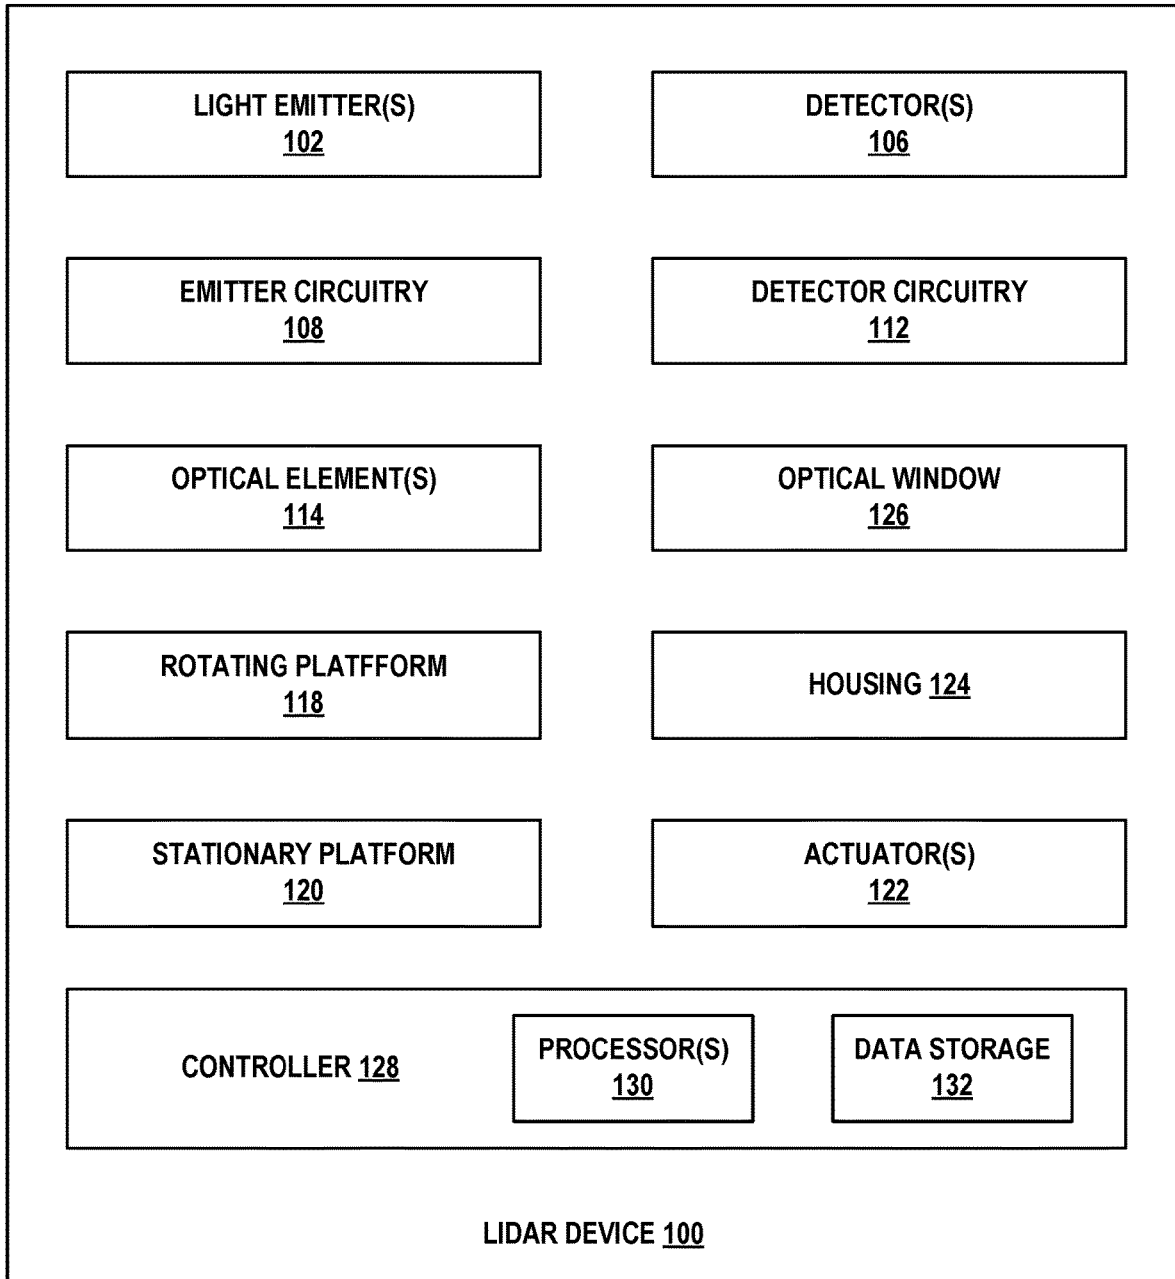 LIGHT EMITTER(S)
102
DETECTOR(S)
106
EMITTER CIRCUITRY
108
DETECTOR CIRCUITRY
112
OPTICAL ELEMENT(S)
114
OPTICAL WINDOW
126
ROTATING PLATFFORM
118
HOUSING 124
STATIONARY PLATFORM
120
ACTUATOR(S)
122
CONTROLLER 128
PROCESSOR(S)
130
DATA STORAGE
132
LIDAR DEVICE 100